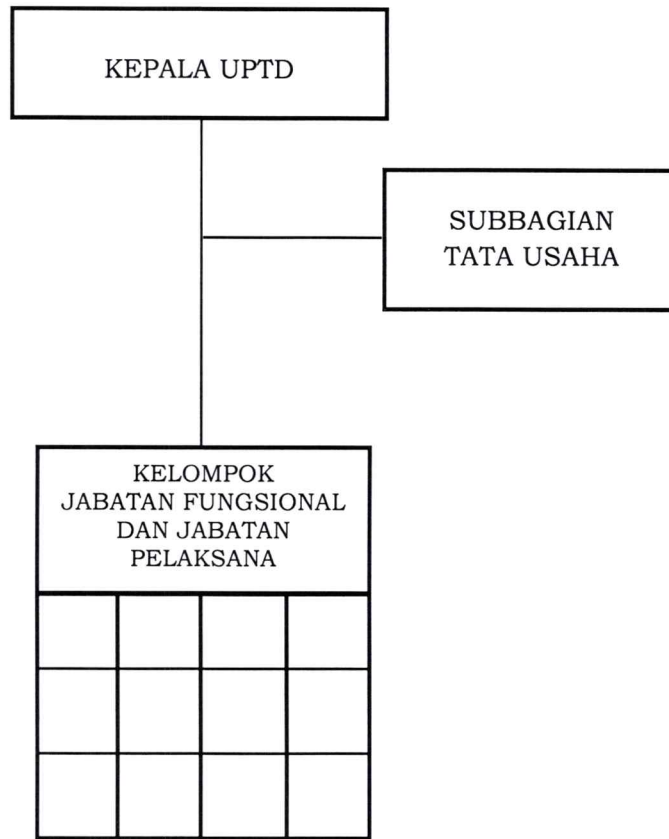 KEPALA UPTD
SUBBAGIAN
TATA USAHA
KELOMPOK
JABATAN FUNGSIONAL
DAN JABATAN
PELAKSANA